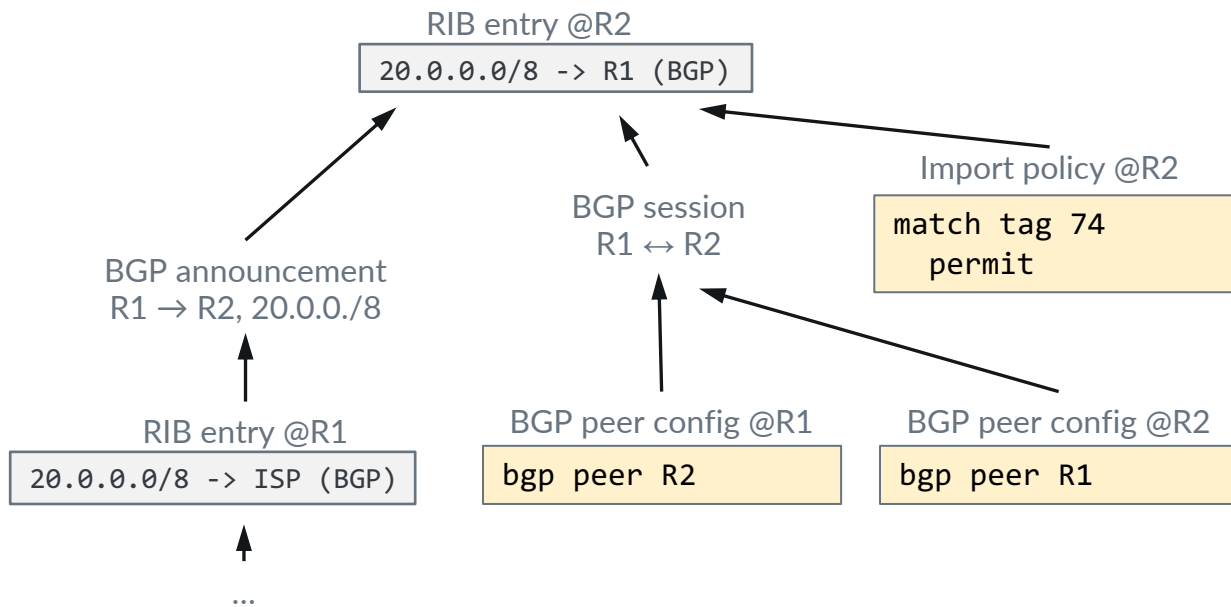 RIB entry @R2
20.0.0.0/8 -> R1 (BGP)
Import policy @R2
match tag 74
permit
BGP session
R1 ↔ R2
BGP announcement
R1 → R2, 20.0.0./8
RIB entry @R1
20.0.0.0/8 -> ISP (BGP)
BGP peer config @R1
bgp peer R2
BGP peer config @R2
bgp peer R1
...